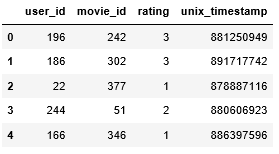 user_id movie_id rating unix_timestamp
0 196 242 3 881250949
1 186 302 3 891717742
2 22 377 1 878887116
3 244 51 2 880606923
4 166 346 1 886397596